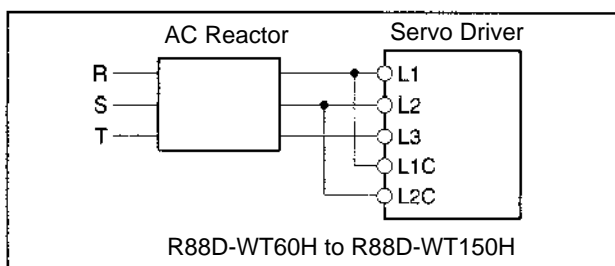 AC Reactor Servo Driver
R L1
S L2
T L3
L1C
L2C
R88D-WT60H to R88D-WT150H